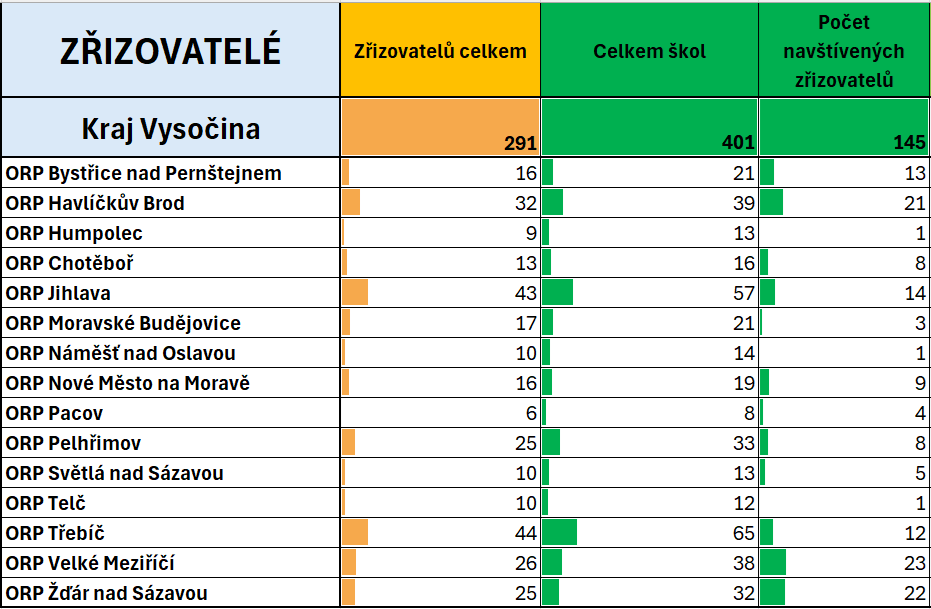 ZŘIZOVATELÉ Zřizovatelů celkem Celkem škol Počet
navštívených
zřizovatelů
Kraj Vysočina 291 401 145
ORP Bystřice nad Pernštejnem 16 21 13
ORP Havlíčkův Brod 32 39 21
ORP Humpolec 9 13 1
ORP Chotěboř 13 16 8
ORP Jihlava 43 57 14
ORP Moravské Budějovice 17 21 3
ORP Náměšť nad Oslavou 10 14 1
ORP Nové Město na Moravě 16 19 9
ORP Pacov 6 8 4
ORP Pelhřimov 25 33 8
ORP Světlá nad Sázavou 10 13 5
ORP Telč 10 12 1
ORP Třebíč 44 65 12
ORP Velké Meziříčí 26 38 23
ORP Žďár nad Sázavou 25 32 22